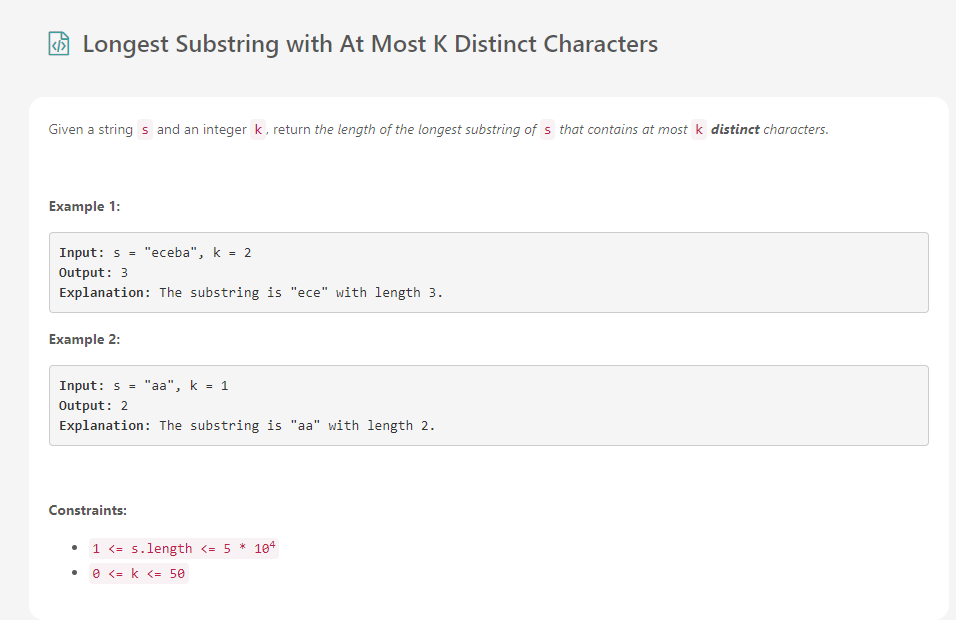 Longest Substring with At Most K Distinct Characters
Given a string s and an integer k, return the length of the longest substring of s that contains at most k distinct characters.
Example 1:
Input: s = "eceba", k = 2
Output: 3
Explanation: The substring is "ece" with length 3.
Example 2:
Input: s = "aa", k = 1
Output: 2
Explanation: The substring is "aa" with length 2.
Constraints:
• 1 <= s.length <= 5 * 10⁴
• 0 <= k <= 50